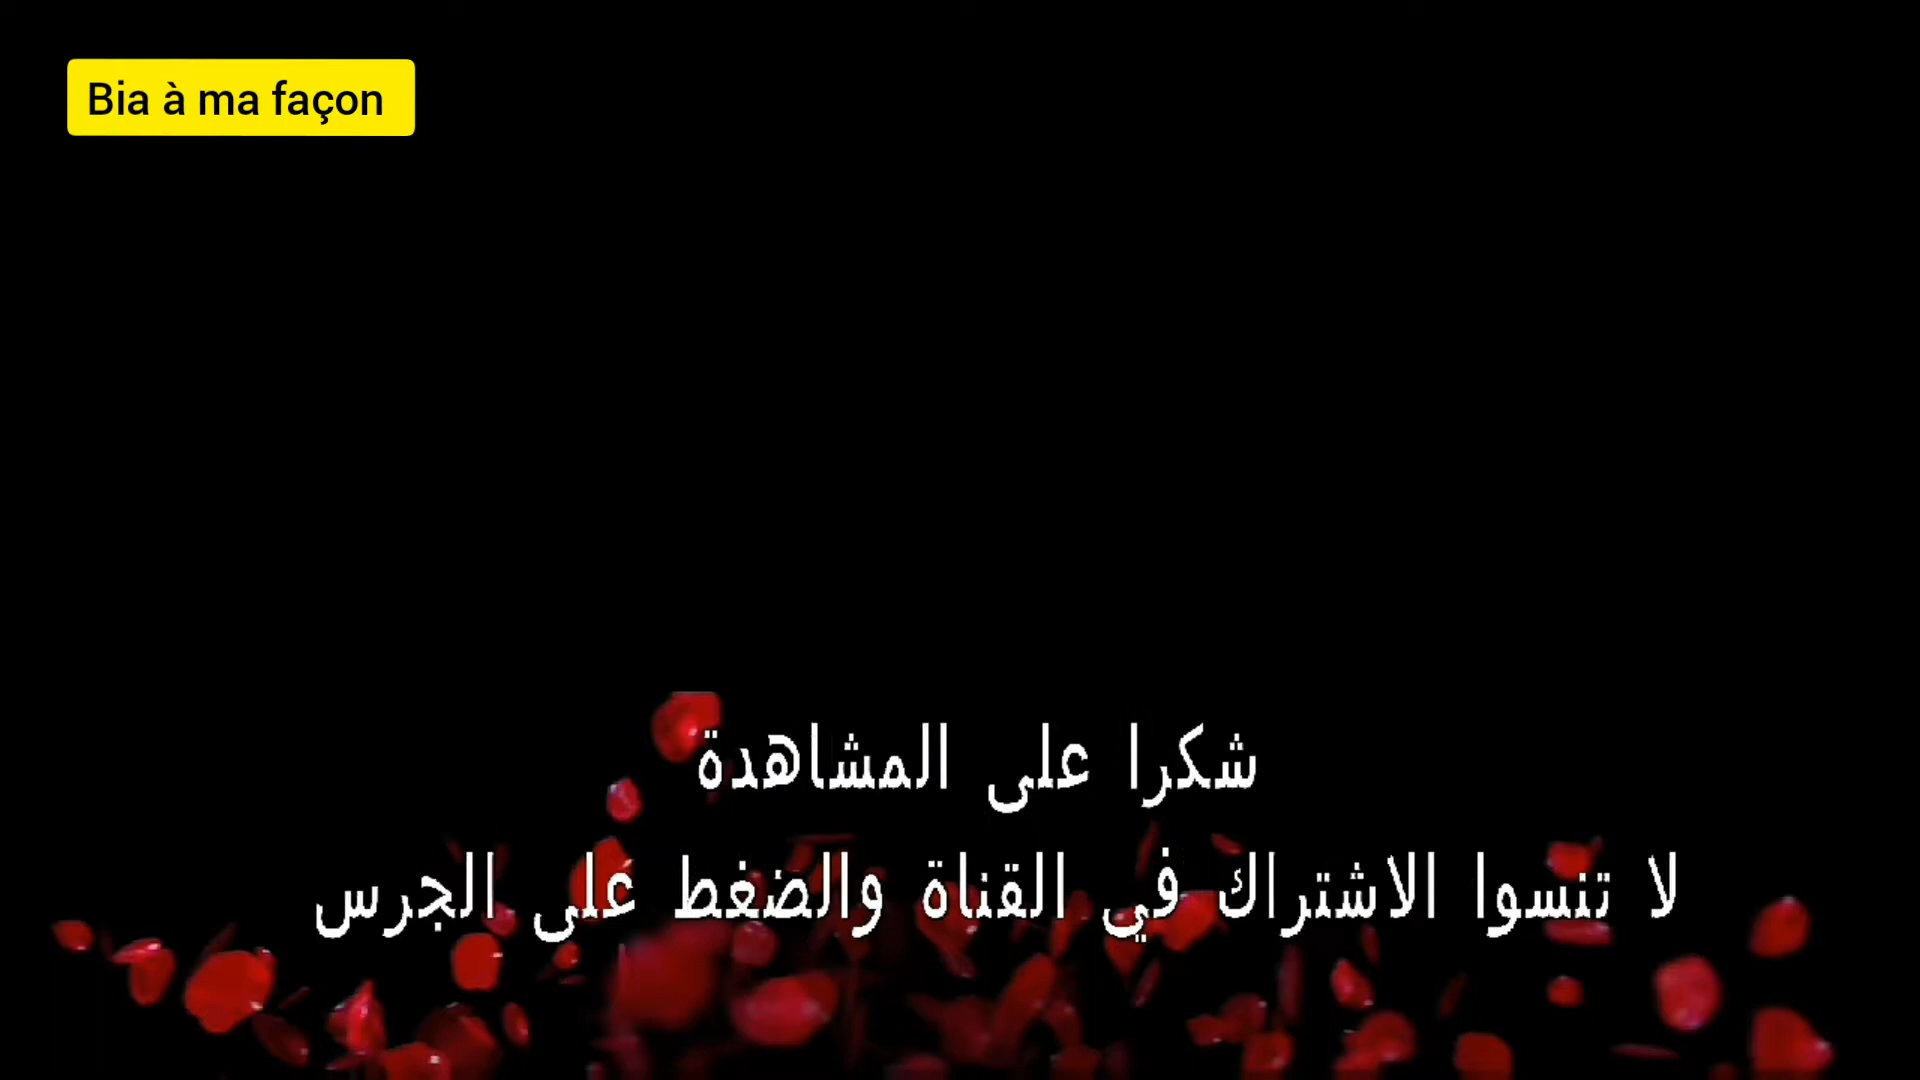 Bia à ma façon
شكرا على المشاهدة
لا تنسوا الاشتراك في القناة والضغط على الجرس